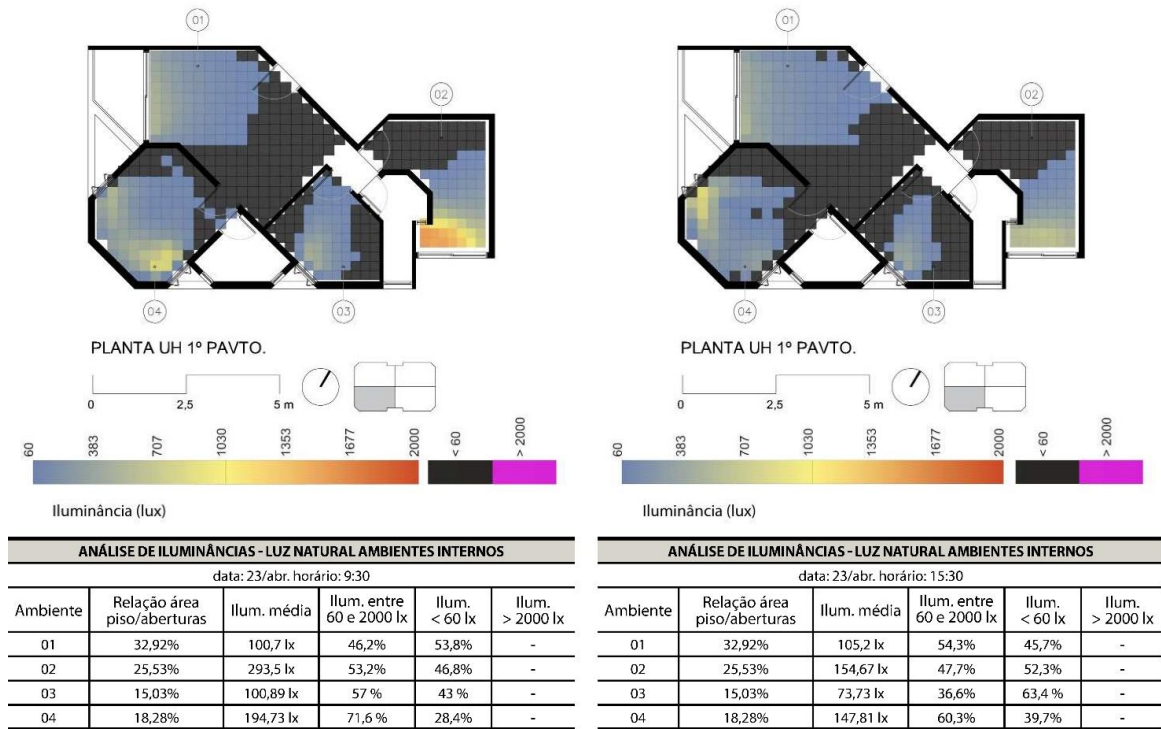 01
02
04
03
PLANTA UH 1º PAVTO.
0 2,5 5 m
60 383 707 1030 1353 1677 2000 < 60 > 2000
Iluminância (lux)
ANÁLISE DE ILUMINÂNCIAS - LUZ NATURAL AMBIENTES INTERNOS
data: 23/abr. horário: 9:30
Ambiente Relação área piso/aberturas Ilum. média Ilum. entre 60 e 2000 lx Ilum. < 60 lx Ilum. > 2000 lx
01 32,92% 100,7 lx 46,2% 53,8% -
02 25,53% 293,5 lx 53,2% 46,8% -
03 15,03% 100,89 lx 57 % 43 % -
04 18,28% 194,73 lx 71,6 % 28,4% -
01
02
04
03
PLANTA UH 1º PAVTO.
0 2,5 5 m
60 383 707 1030 1353 1677 2000 < 60 > 2000
Iluminância (lux)
ANÁLISE DE ILUMINÂNCIAS - LUZ NATURAL AMBIENTES INTERNOS
data: 23/abr. horário: 15:30
Ambiente Relação área piso/aberturas Ilum. média Ilum. entre 60 e 2000 lx Ilum. < 60 lx Ilum. > 2000 lx
01 32,92% 105,2 lx 54,3% 45,7% -
02 25,53% 154,67 lx 47,7% 52,3% -
03 15,03% 73,73 lx 36,6% 63,4 % -
04 18,28% 147,81 lx 60,3% 39,7% -